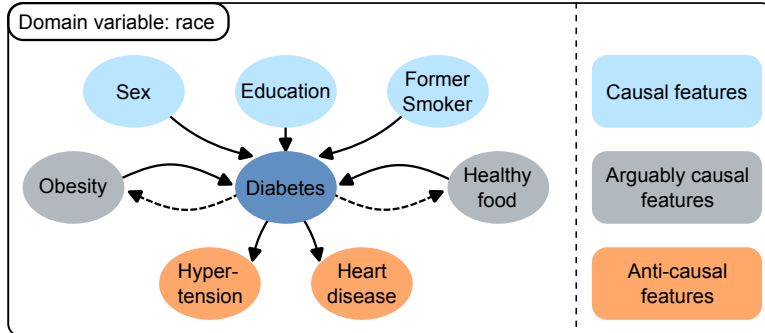 Domain variable: race
Sex
Education
Former
Smoker
Causal features
Obesity
Diabetes
Healthy
food
Arguably causal
features
Hyper-
tension
Heart
disease
Anti-causal
features